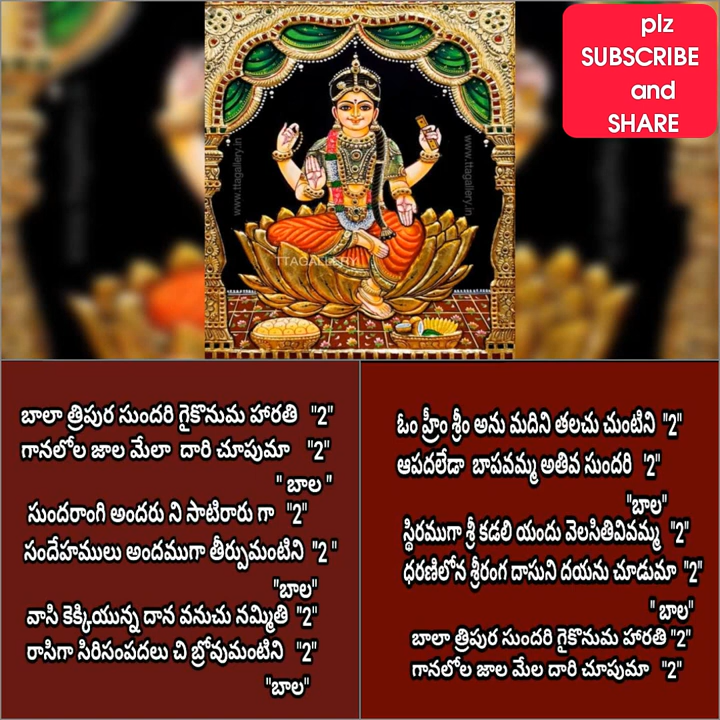 plz
SUBSCRIBE
and
SHARE
www.ttagallery.in
www.ttagallery.in
TTAGALLERY
బాలా త్రిపుర సుందరి గైకొనుమ హారతి "2"
గానలోల జాల మేలా దారి చూపుమా "2"
" బాల "
సుందరాంగి అందరు ని సాటిరారు గా "2"
సందేహములు అందముగా తీర్పుమంటిని "2 "
"బాల"
వాసి కెక్కియున్న దాన వనుచు నమ్మితి "2"
రాసిగా సిరిసంపదలు చి బ్రోవుమంటిని "2"
"బాల"
ఓం హ్రీం శ్రీం అను మదిని తలచు చుంటిని "2"
ఆపదలేడా బాపవమ్మ అతివ సుందరి "2"
"బాల"
స్థిరముగా శ్రీ కడలి యందు వెలసితివివమ్మ "2"
ధరణిలోన శ్రీరంగ దాసుని దయను చూడుమా "2"
" బాల"
బాలా త్రిపుర సుందరి గైకొనుమ హారతి "2"
గానలోల జాల మేల దారి చూపుమా "2"